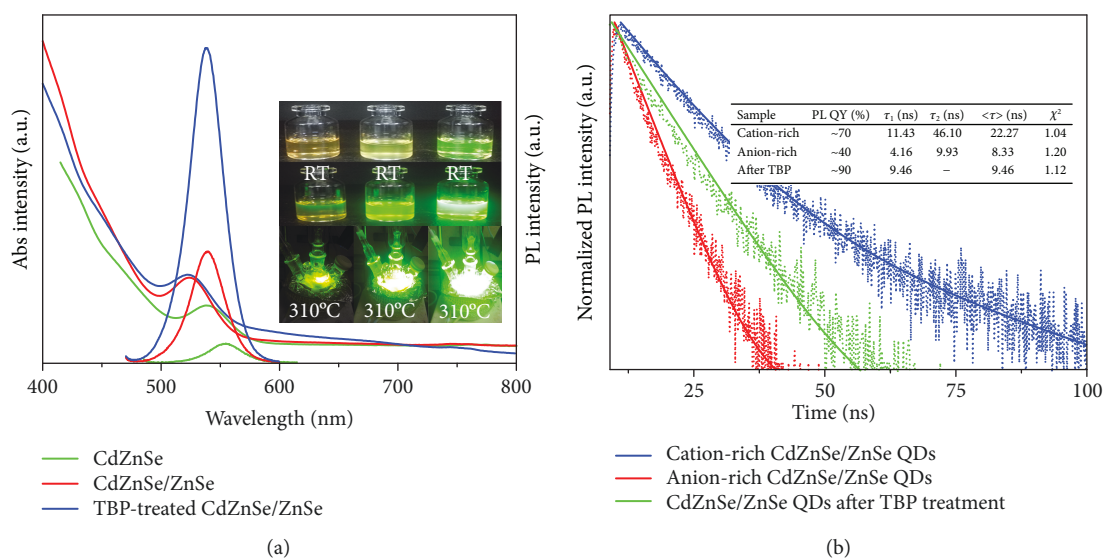 Abs intensity (a.u.)
PL intensity (a.u.)
RT RT RT
310°C 310°C 310°C
400 500 600 700 800
Wavelength (nm)
CdZnSe
CdZnSe/ZnSe
TBP-treated CdZnSe/ZnSe
(a)
Normalized PL intensity (a.u.)
Sample PL QY (%) τ1 (ns) τ2 (ns) <τ> (ns) χ²
Cation-rich ~70 11.43 46.10 22.27 1.04
Anion-rich ~40 4.16 9.93 8.33 1.20
After TBP ~90 9.46 – 9.46 1.12
25 50 75 100
Time (ns)
Cation-rich CdZnSe/ZnSe QDs
Anion-rich CdZnSe/ZnSe QDs
CdZnSe/ZnSe QDs after TBP treatment
(b)